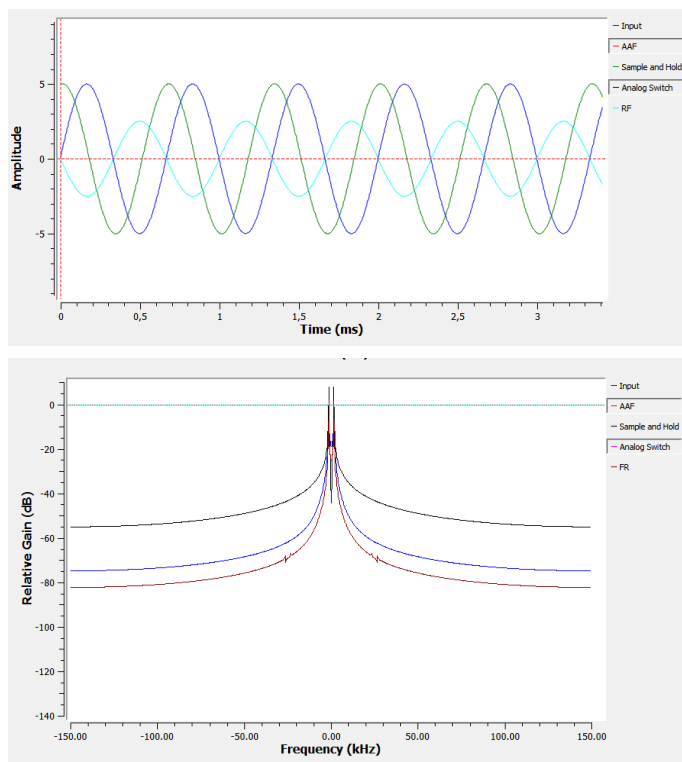 Input
AAF
5
Sample and Hold
Analog Switch
RF
Amplitude
0
-5
0
0,5
1
1,5
2
2,5
3
Time (ms)
Input
0
AAF
Sample and Hold
-20
Analog Switch
FR
-40
Relative Gain (dB)
-60
-80
-100
-120
-140
-150.00
-100.00
-50.00
0.00
50.00
100.00
150.00
Frequency (kHz)